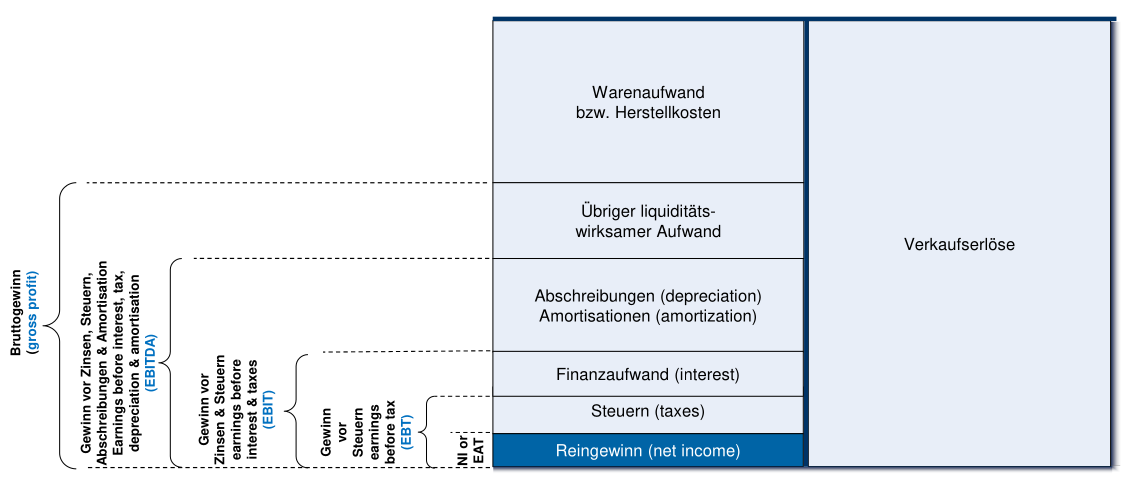 Warenaufwand
bzw. Herstellkosten
Übriger liquiditäts-
wirksamer Aufwand
Abschreibungen (depreciation)
Amortisationen (amortization)
Finanzaufwand (interest)
Steuern (taxes)
Reingewinn (net income)
Verkaufserlöse
Bruttogewinn
(gross profit)
Gewinn vor Zinsen, Steuern,
Abschreibungen & Amortisation
Earnings before interest, tax,
depreciation & amortisation
(EBITDA)
Gewinn vor
Zinsen & Steuern
earnings before
interest & taxes
(EBIT)
Gewinn
vor
Steuern
earnings
before tax
(EBT)
NI or
EAT